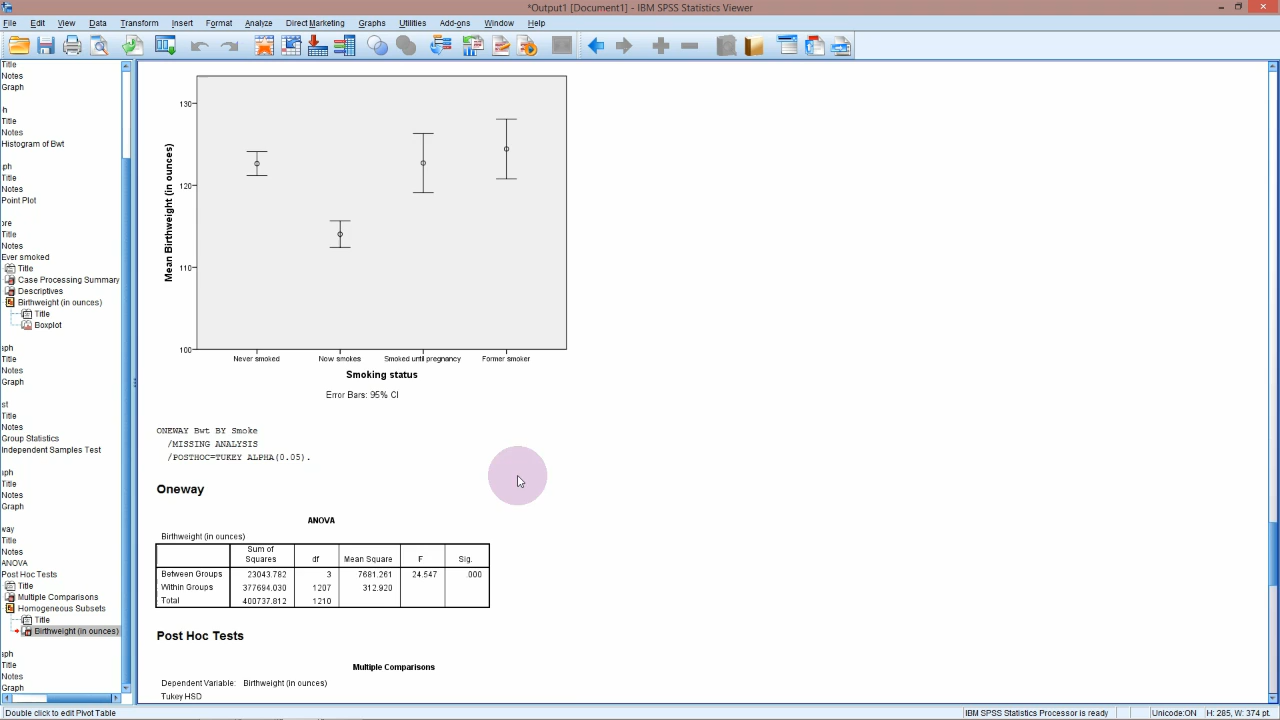 *Output1 [Document1] - IBM SPSS Statistics Viewer
File Edit View Data Transform Insert Format Analyze Direct Marketing Graphs Utilities Add-ons Window Help
Title
Notes
Graph
h
Title
Notes
Histogram of Bwt
ph
Title
Notes
Point Plot
ore
Title
Notes
Ever smoked
Title
Case Processing Summary
Descriptives
Birthweight (in ounces)
Title
Boxplot
aph
Title
Notes
Graph
st
Title
Notes
Group Statistics
Independent Samples Test
aph
Title
Notes
Graph
way
Title
Notes
ANOVA
Post Hoc Tests
Title
Multiple Comparisons
Homogeneous Subsets
Title
Birthweight (in ounces)
aph
Title
Notes
Graph
Mean Birthweight (in ounces)
130
120
110
100
Never smoked Now smokes Smoked until pregnancy Former smoker
Smoking status
Error Bars: 95% CI
ONEWAY Bwt BY Smoke
/MISSING ANALYSIS
/POSTHOC=TUKEY ALPHA(0.05).
Oneway
ANOVA
Birthweight (in ounces)
Sum of Squares df Mean Square F Sig.
Between Groups 23043.782 3 7681.261 24.547 .000
Within Groups 377694.030 1207 312.920
Total 400737.812 1210
Post Hoc Tests
Multiple Comparisons
Dependent Variable: Birthweight (in ounces)
Tukey HSD
Double click to edit Pivot Table IBM SPSS Statistics Processor is ready Unicode:ON H: 285, W: 374 pt.